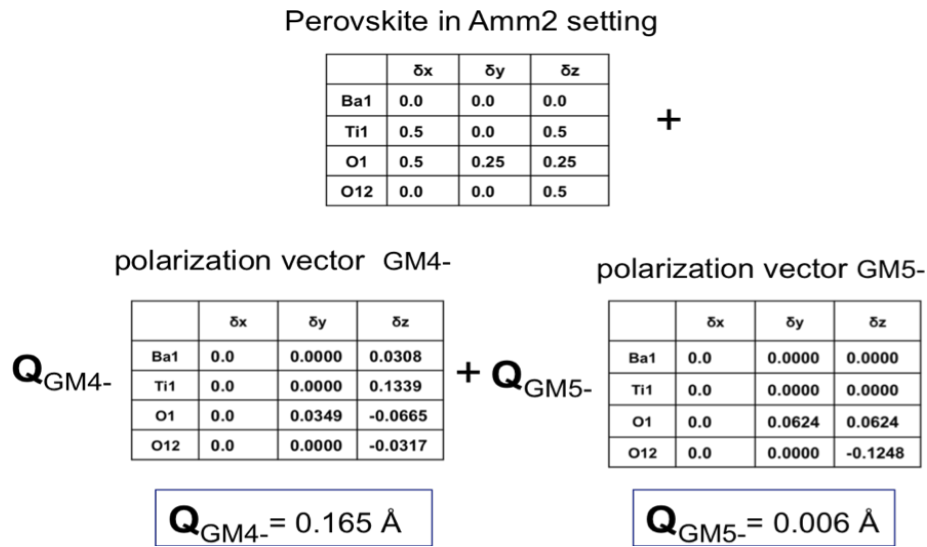 Perovskite in Amm2 setting
δx δy δz
Ba1 0.0 0.0 0.0
Ti1 0.5 0.0 0.5
O1 0.5 0.25 0.25
O12 0.0 0.0 0.5
+
polarization vector GM4-
δx δy δz
Ba1 0.0 0.0000 0.0308
Ti1 0.0 0.0000 0.1339
O1 0.0 0.0349 -0.0665
O12 0.0 0.0000 -0.0317
QGM4-
QGM4-= 0.165 Å
+ QGM5-
polarization vector GM5-
δx δy δz
Ba1 0.0 0.0000 0.0000
Ti1 0.0 0.0000 0.0000
O1 0.0 0.0624 0.0624
O12 0.0 0.0000 -0.1248
QGM5-= 0.006 Å